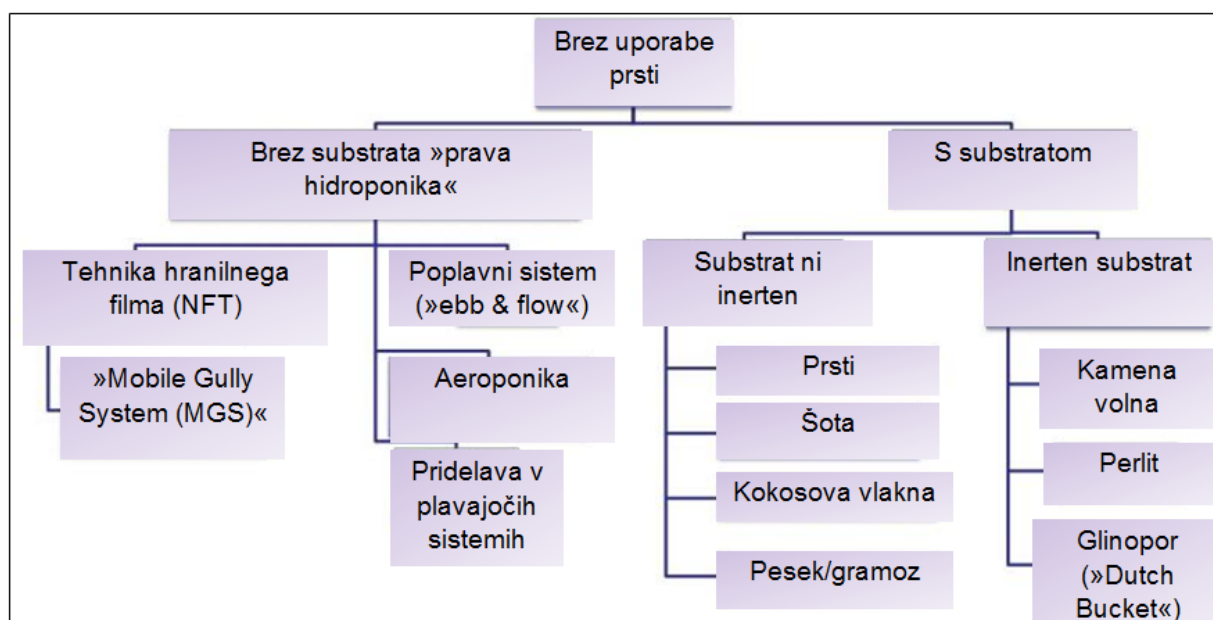 Brez uporabe
prsti
Brez substrata »prava
hidroponika«
S substratom
Tehnika hranilnega
filma (NFT)
Poplavni sistem
(»ebb & flow«)
Substrat ni
inerten
Inerten substrat
»Mobile Gully
System (MGS)«
Aeroponika
Pridelava v
plavajočih
sistemih
Prsti
Šota
Kokosova vlakna
Pesek/gramoz
Kamena
volna
Perlit
Glinopor
(»Dutch
Bucket«)